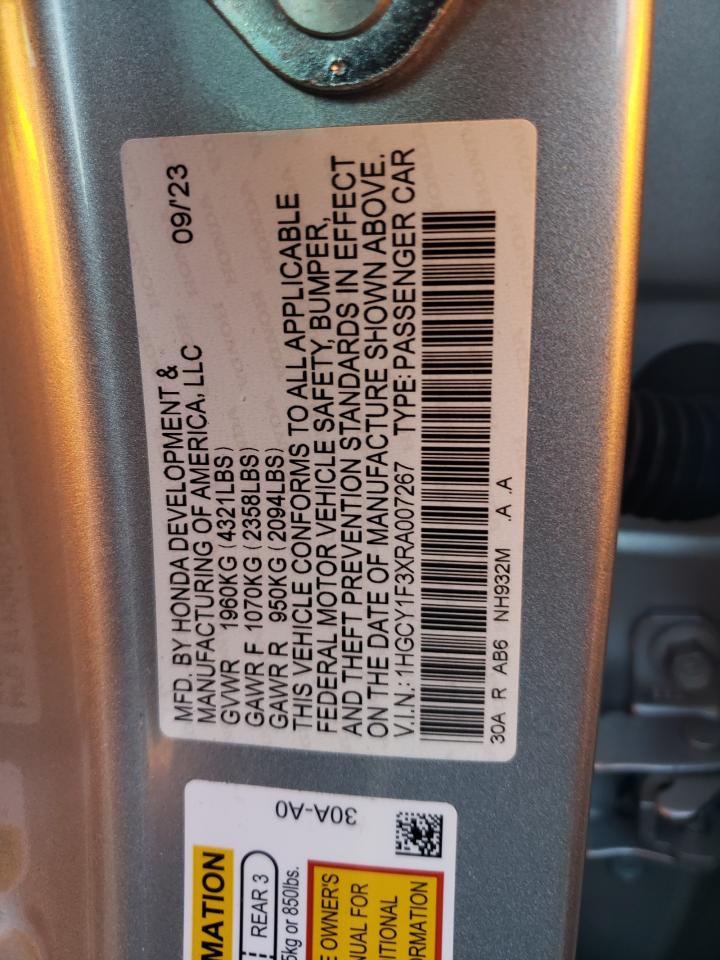 MFD. BY HONDA DEVELOPMENT & 09/'23
MANUFACTURING OF AMERICA, LLC
GVWR 1960KG (4321LBS)
GAWR F 1070KG (2358LBS)
GAWR R 950KG (2094LBS)
THIS VEHICLE CONFORMS TO ALL APPLICABLE
FEDERAL MOTOR VEHICLE SAFETY, BUMPER,
AND THEFT PREVENTION STANDARDS IN EFFECT
ON THE DATE OF MANUFACTURE SHOWN ABOVE.
V.I.N.: 1HGCY1F3XRA007267 TYPE: PASSENGER CAR
30A R AB6 NH932M .A .A
30A-A0
MATION
REAR 3
5kg or 850lbs.
OWNER'S
FOR